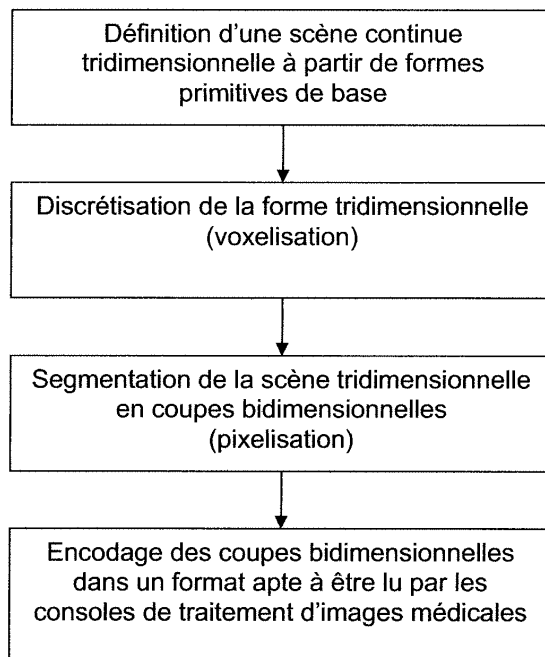 Définition d'une scène continue
tridimensionnelle à partir de formes
primitives de base
Discrétisation de la forme tridimensionnelle
(voxelisation)
Segmentation de la scène tridimensionnelle
en coupes bidimensionnelles
(pixelisation)
Encodage des coupes bidimensionnelles
dans un format apte à être lu par les
consoles de traitement d'images médicales